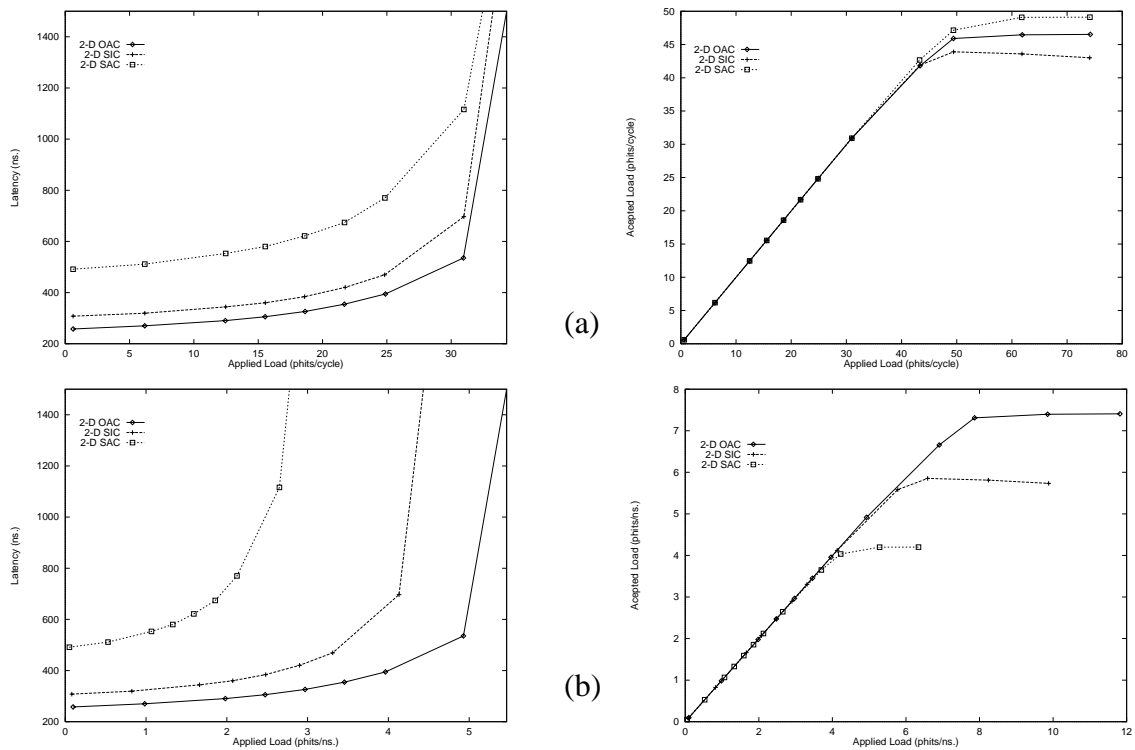 1400
1200
1000
800
600
400
200
0 5 10 15 20 25 30
Latency (ns.)
Applied Load (phits/cycle)
2-D OAC
2-D SIC
2-D SAC
(a)
50
45
40
35
30
25
20
15
10
5
0
0 10 20 30 40 50 60 70 80
Acepted Load (phits/cycle)
Applied Load (phits/cycle)
2-D OAC
2-D SIC
2-D SAC
1400
1200
1000
800
600
400
200
0 1 2 3 4 5
Latency (ns.)
Applied Load (phits/ns.)
2-D OAC
2-D SIC
2-D SAC
(b)
8
7
6
5
4
3
2
1
0
0 2 4 6 8 10 12
Acepted Load (phits/ns.)
Applied Load (phits/ns.)
2-D OAC
2-D SIC
2-D SAC